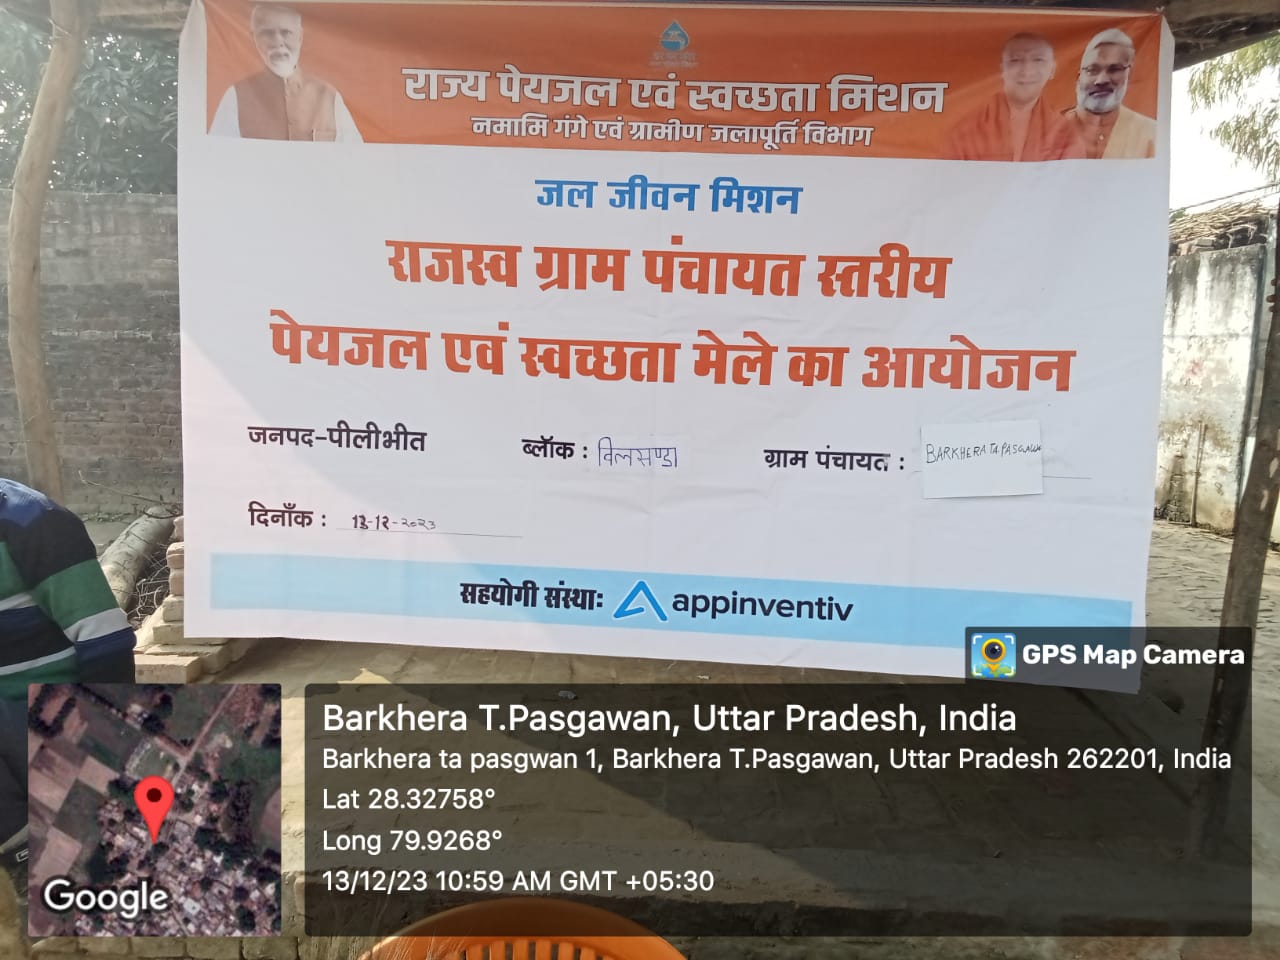 राज्य पेयजल एवं स्वच्छता मिशन
नमामि गंगे एवं ग्रामीण जलापूर्ति विभाग
जल जीवन मिशन
राजस्व ग्राम पंचायत स्तरीय
पेयजल एवं स्वच्छता मेले का आयोजन
जनपद-पीलीभीत ब्लॉक : विलसण्डा ग्राम पंचायत : BARKHERA TA.PASGAWA
दिनाँक : 13-12-2023
सहयोगी संस्थाः appinventiv
GPS Map Camera
Barkhera T.Pasgawan, Uttar Pradesh, India
Barkhera ta pasgwan 1, Barkhera T.Pasgawan, Uttar Pradesh 262201, India
Lat 28.32758°
Long 79.9268°
13/12/23 10:59 AM GMT +05:30
Google